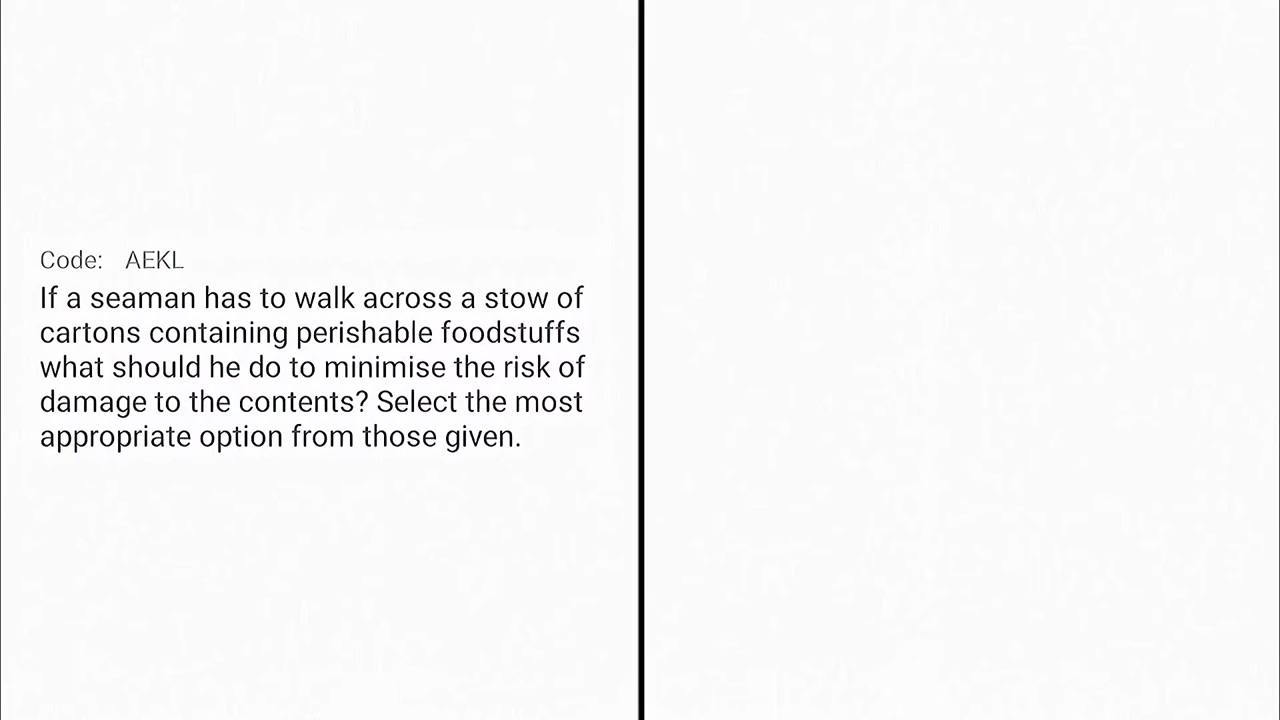 Code: AEKL
If a seaman has to walk across a stow of
cartons containing perishable foodstuffs
what should he do to minimise the risk of
damage to the contents? Select the most
appropriate option from those given.